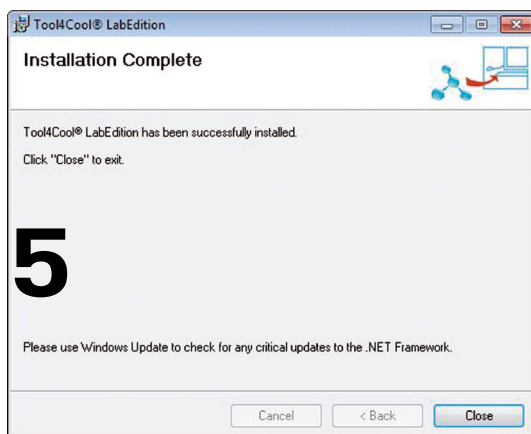 Tool4Cool® LabEdition
Installation Complete
Tool4Cool® LabEdition has been successfully installed.
Click "Close" to exit.
5
Please use Windows Update to check for any critical updates to the .NET Framework.
Cancel < Back Close